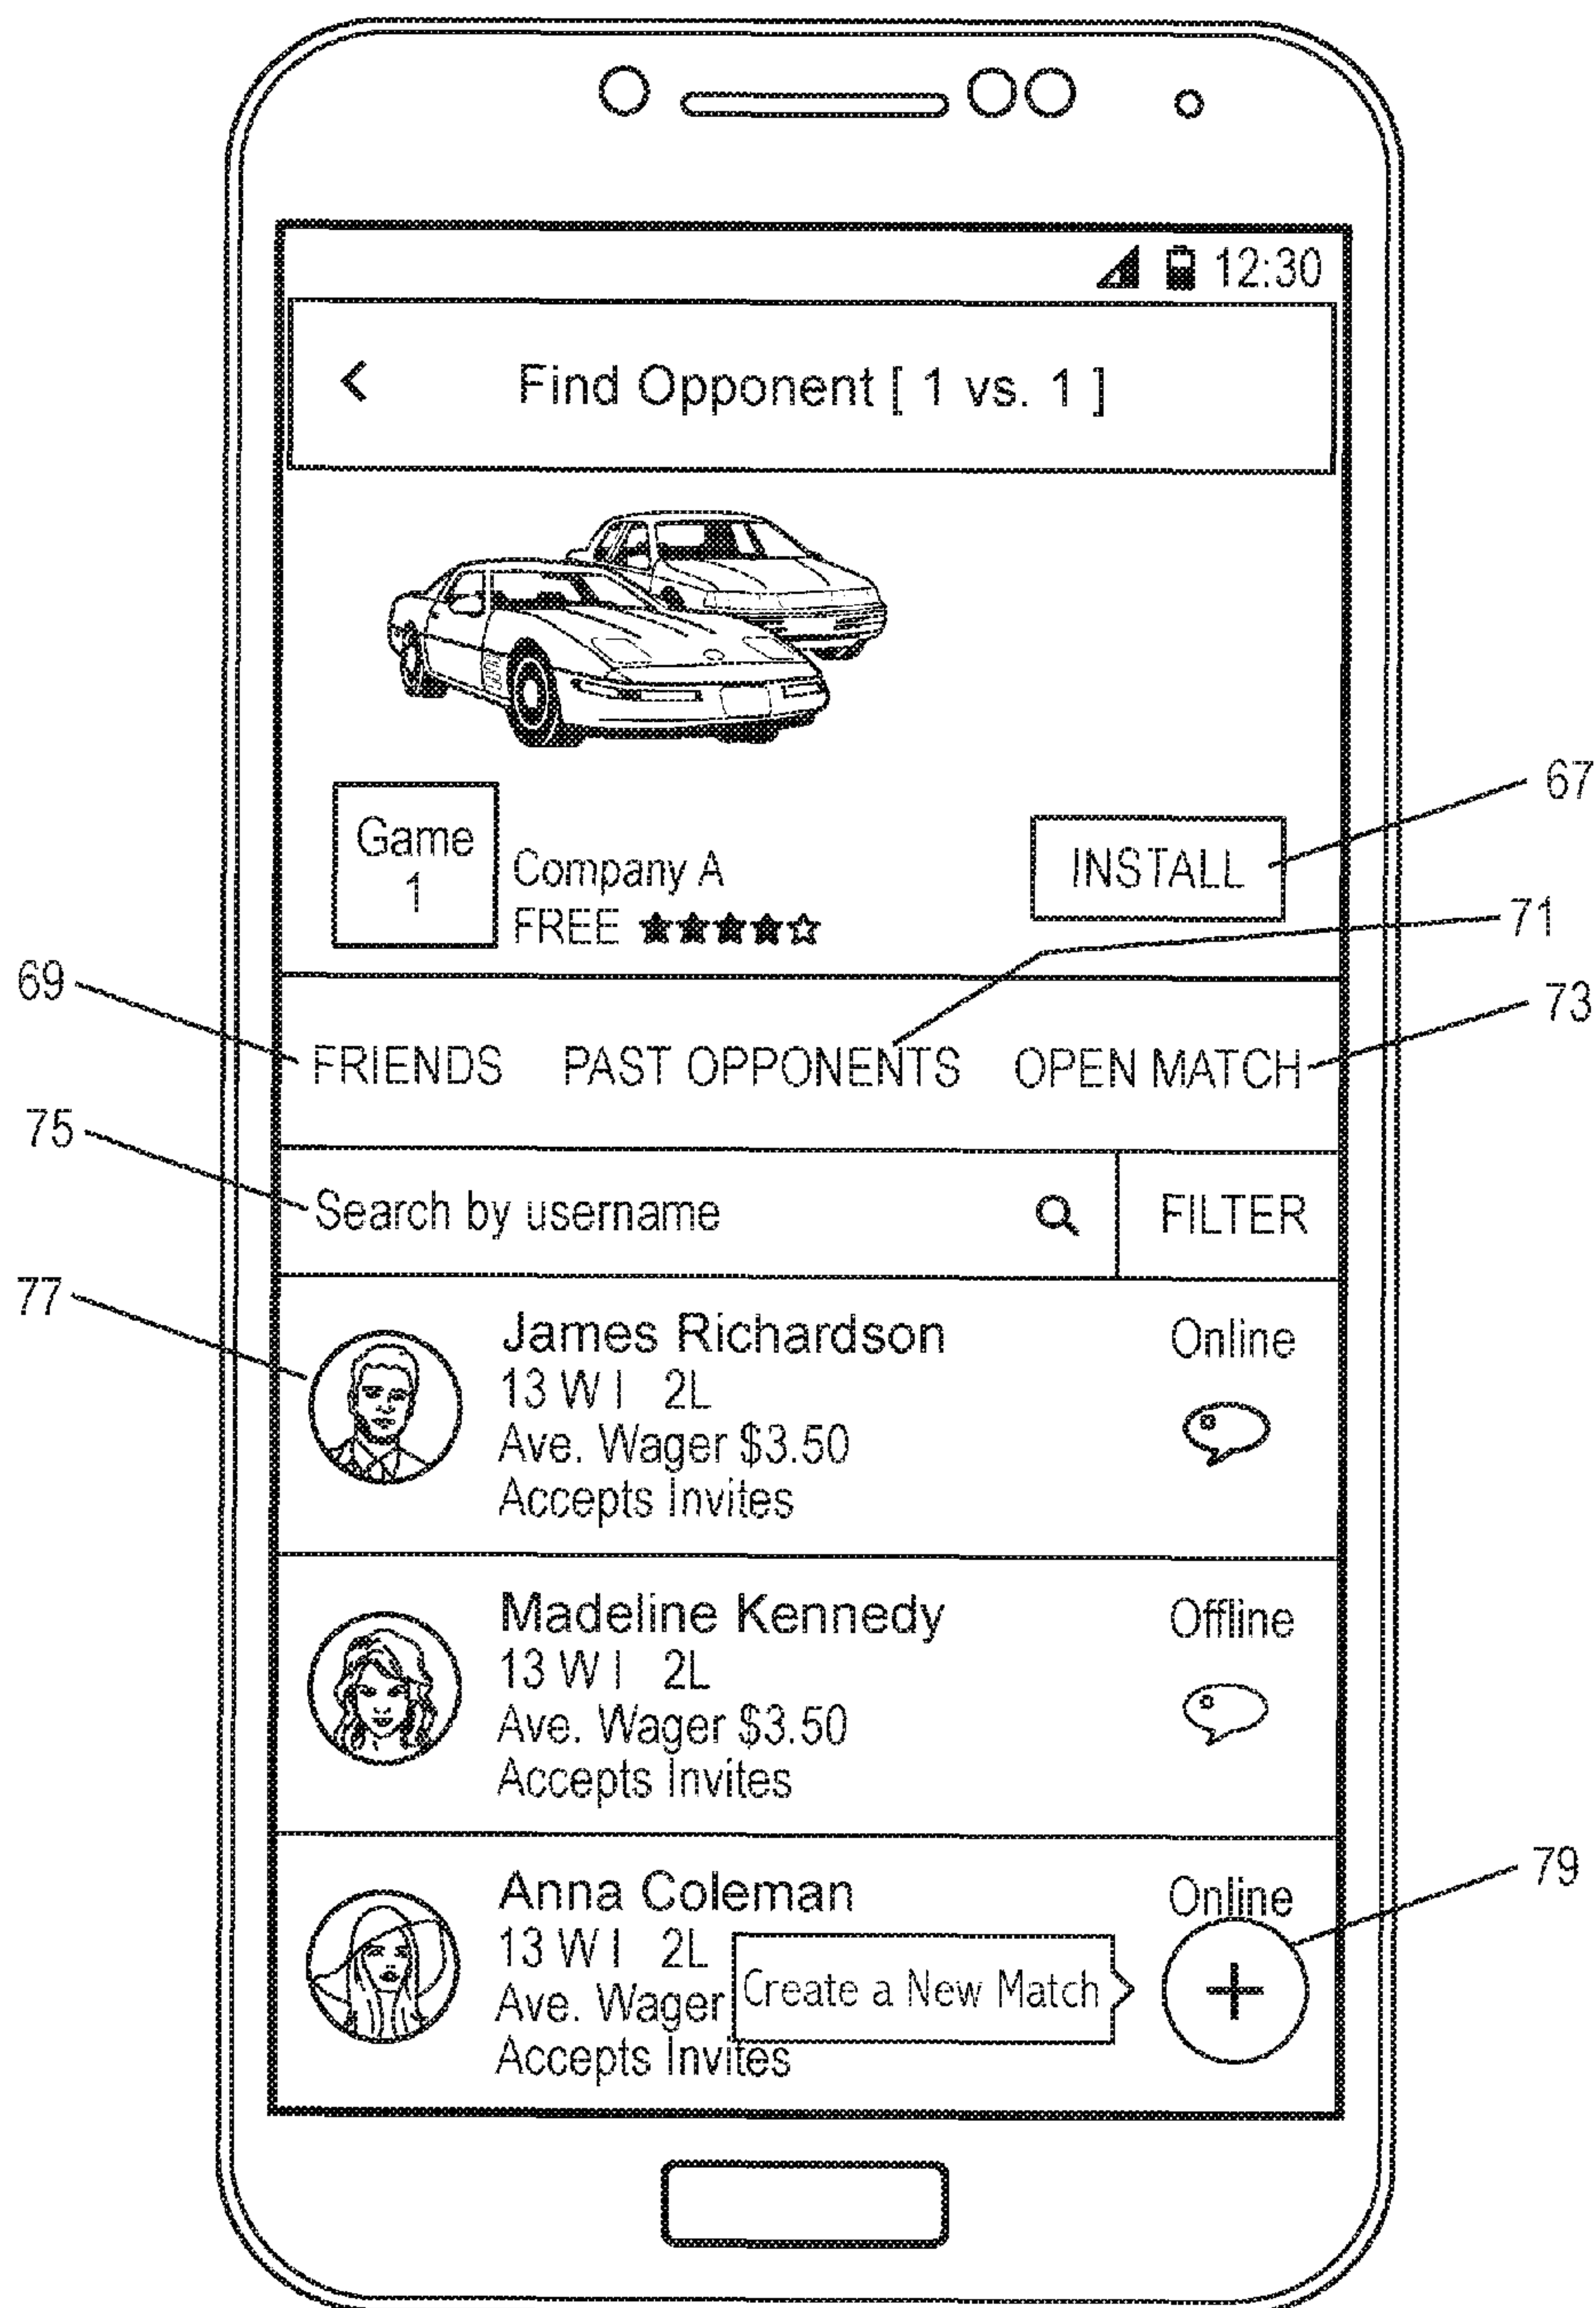 12:30
< Find Opponent [ 1 vs. 1 ]
67
Game
1
Company A
FREE ★★★★☆
INSTALL
71
69
73
FRIENDS PAST OPPONENTS OPEN MATCH
75
Search by username FILTER
77
James Richardson Online
13 W I 2L
Ave. Wager $3.50
Accepts Invites
Madeline Kennedy Offline
13 W I 2L
Ave. Wager $3.50
Accepts Invites
79
Anna Coleman Online
13 W I 2L
Ave. Wager Create a New Match +
Accepts Invites